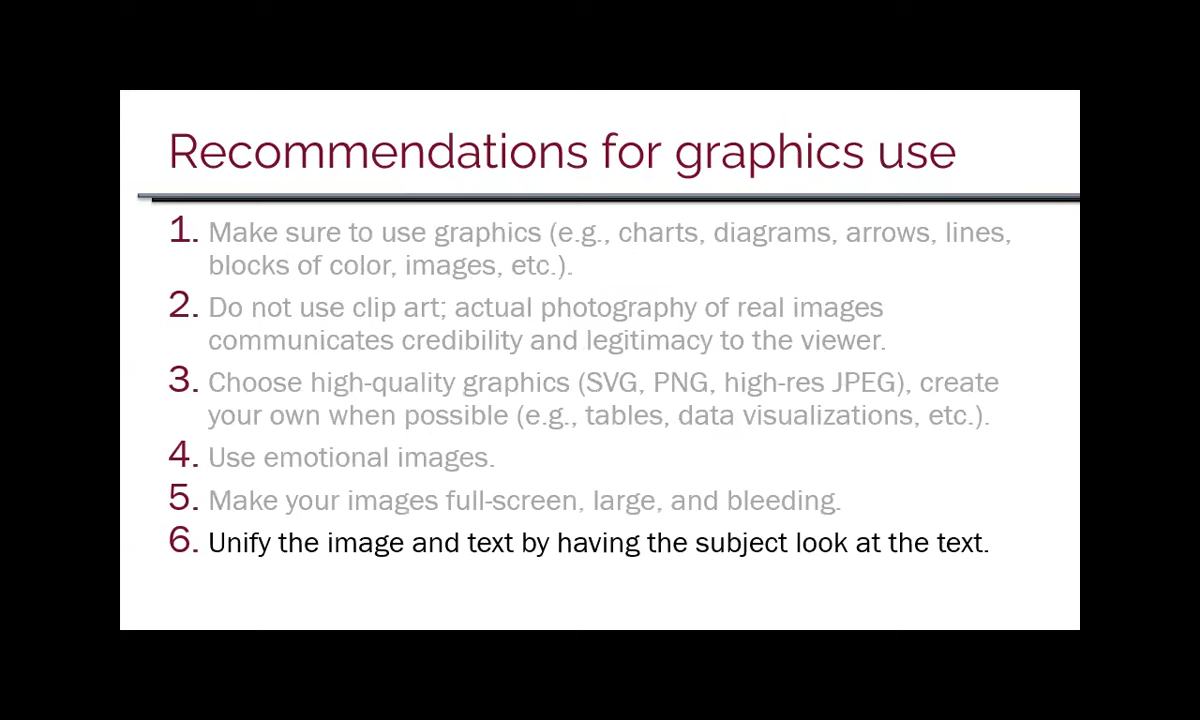 Recommendations for graphics use
1. Make sure to use graphics (e.g., charts, diagrams, arrows, lines,
blocks of color, images, etc.).
2. Do not use clip art; actual photography of real images
communicates credibility and legitimacy to the viewer.
3. Choose high-quality graphics (SVG, PNG, high-res JPEG), create
your own when possible (e.g., tables, data visualizations, etc.).
4. Use emotional images.
5. Make your images full-screen, large, and bleeding.
6. Unify the image and text by having the subject look at the text.